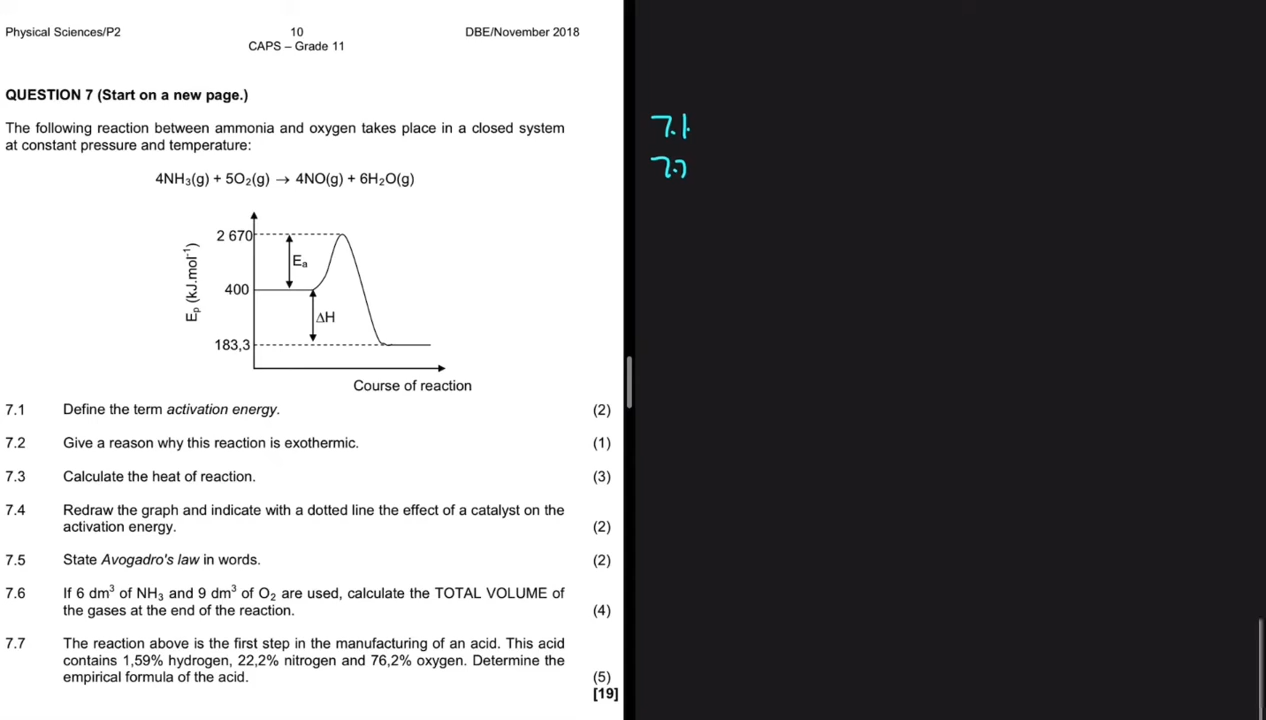 Physical Sciences/P2 10 DBE/November 2018
CAPS – Grade 11
QUESTION 7 (Start on a new page.)
The following reaction between ammonia and oxygen takes place in a closed system
at constant pressure and temperature:
4NH₃(g) + 5O₂(g) → 4NO(g) + 6H₂O(g)
2 670
Eₐ
400
Eₚ (kJ.mol⁻¹)
ΔH
183,3
Course of reaction
7.1 Define the term activation energy. (2)
7.2 Give a reason why this reaction is exothermic. (1)
7.3 Calculate the heat of reaction. (3)
7.4 Redraw the graph and indicate with a dotted line the effect of a catalyst on the
activation energy. (2)
7.5 State Avogadro's law in words. (2)
7.6 If 6 dm³ of NH₃ and 9 dm³ of O₂ are used, calculate the TOTAL VOLUME of
the gases at the end of the reaction. (4)
7.7 The reaction above is the first step in the manufacturing of an acid. This acid
contains 1,59% hydrogen, 22,2% nitrogen and 76,2% oxygen. Determine the
empirical formula of the acid. (5)
[19]
7.1